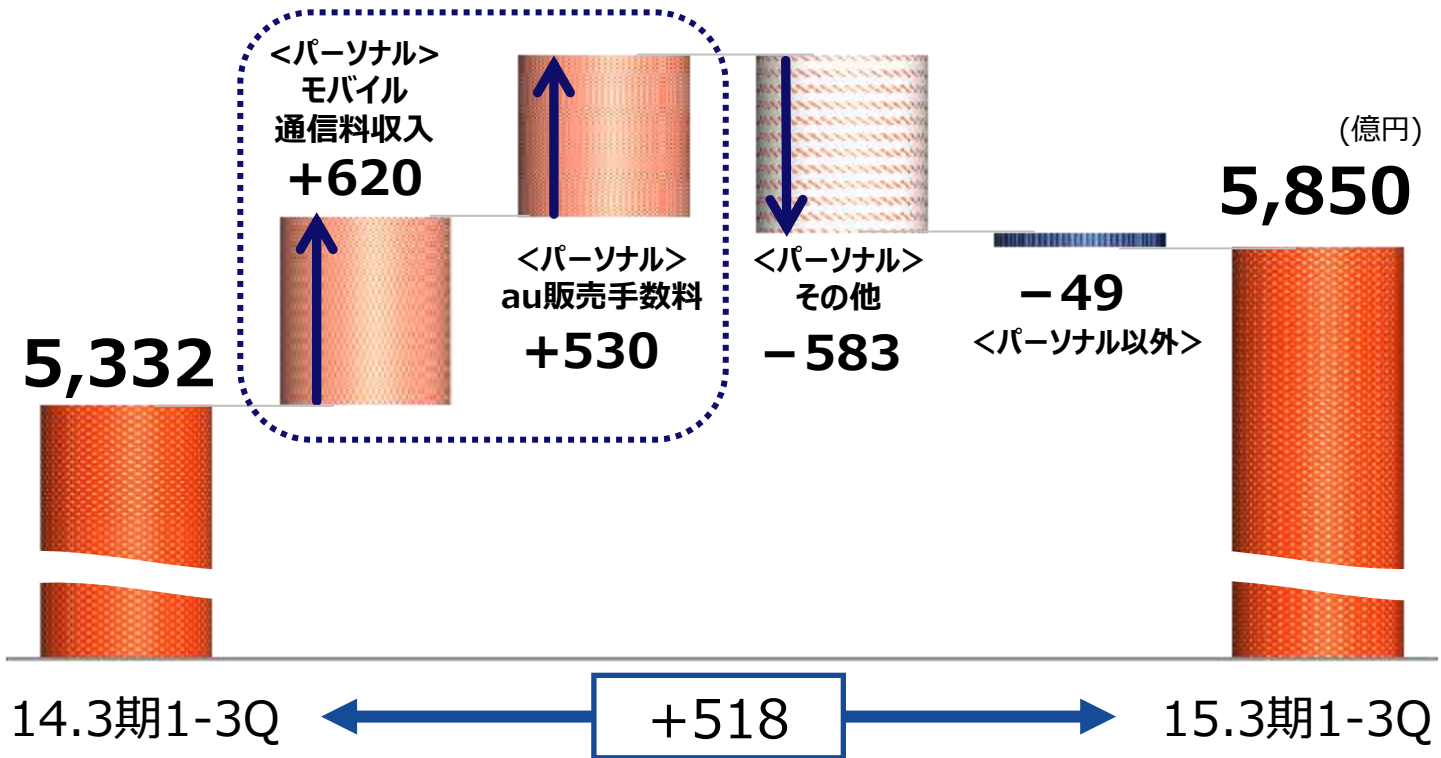 <パーソナル>
モバイル
通信料収入
+620
(億円)
5,850
<パーソナル>
au販売手数料
+530
<パーソナル>
その他
−583
−49
<パーソナル以外>
5,332
14.3期1-3Q
+518
15.3期1-3Q